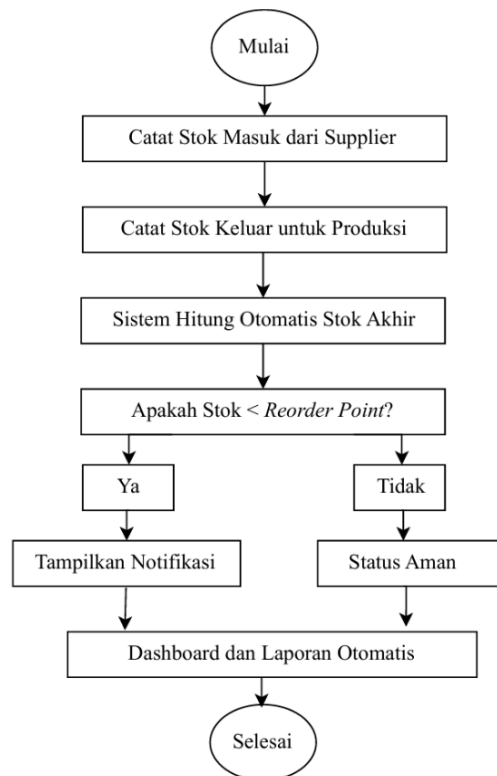 Mulai
Catat Stok Masuk dari Supplier
Catat Stok Keluar untuk Produksi
Sistem Hitung Otomatis Stok Akhir
Apakah Stok < Reorder Point?
Ya
Tidak
Tampilkan Notifikasi
Status Aman
Dashboard dan Laporan Otomatis
Selesai